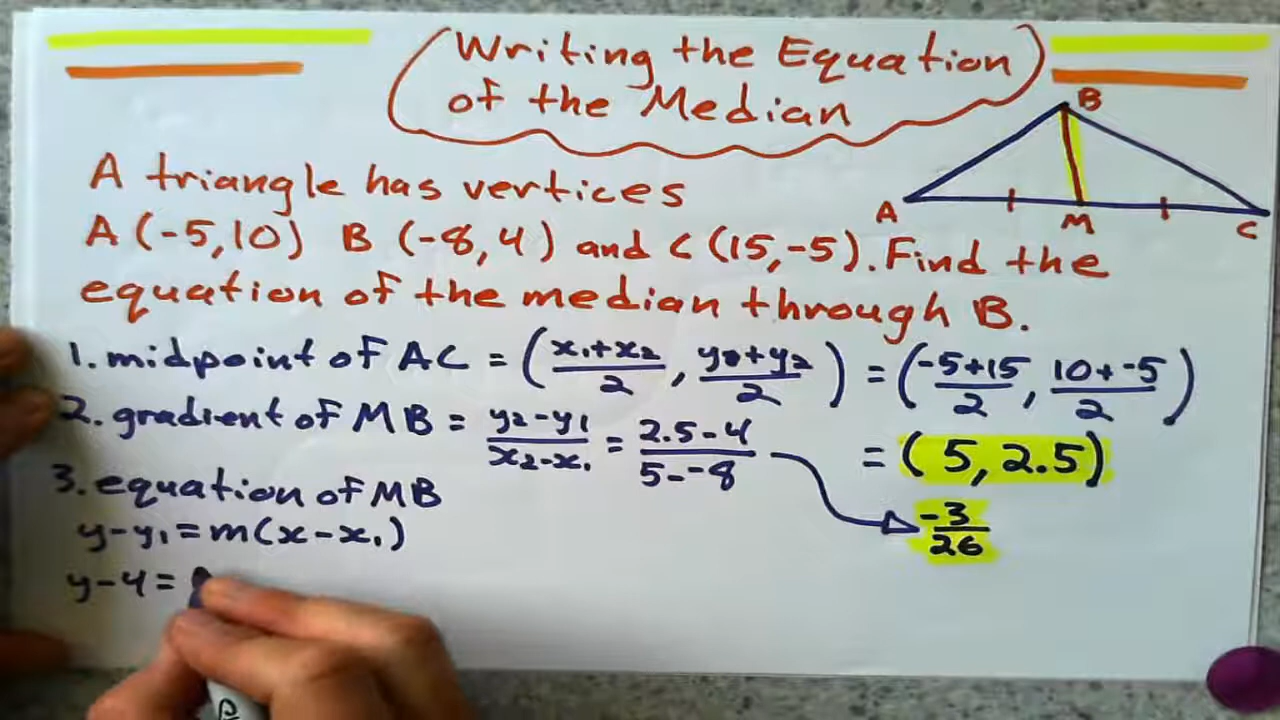 Writing the Equation
of the Median
B
A
M
C
A triangle has vertices
A (-5,10) B (-8,4) and C (15,-5). Find the
equation of the median through B.
1. midpoint of AC = (x₁+x₂/2, y₁+y₂/2) = (-5+15/2, 10+-5/2)
= (5, 2.5)
2. gradient of MB = y₂-y₁/x₂-x₁ = 2.5-4/5--8
-3/26
3. equation of MB
y-y₁=m(x-x₁)
y-4=